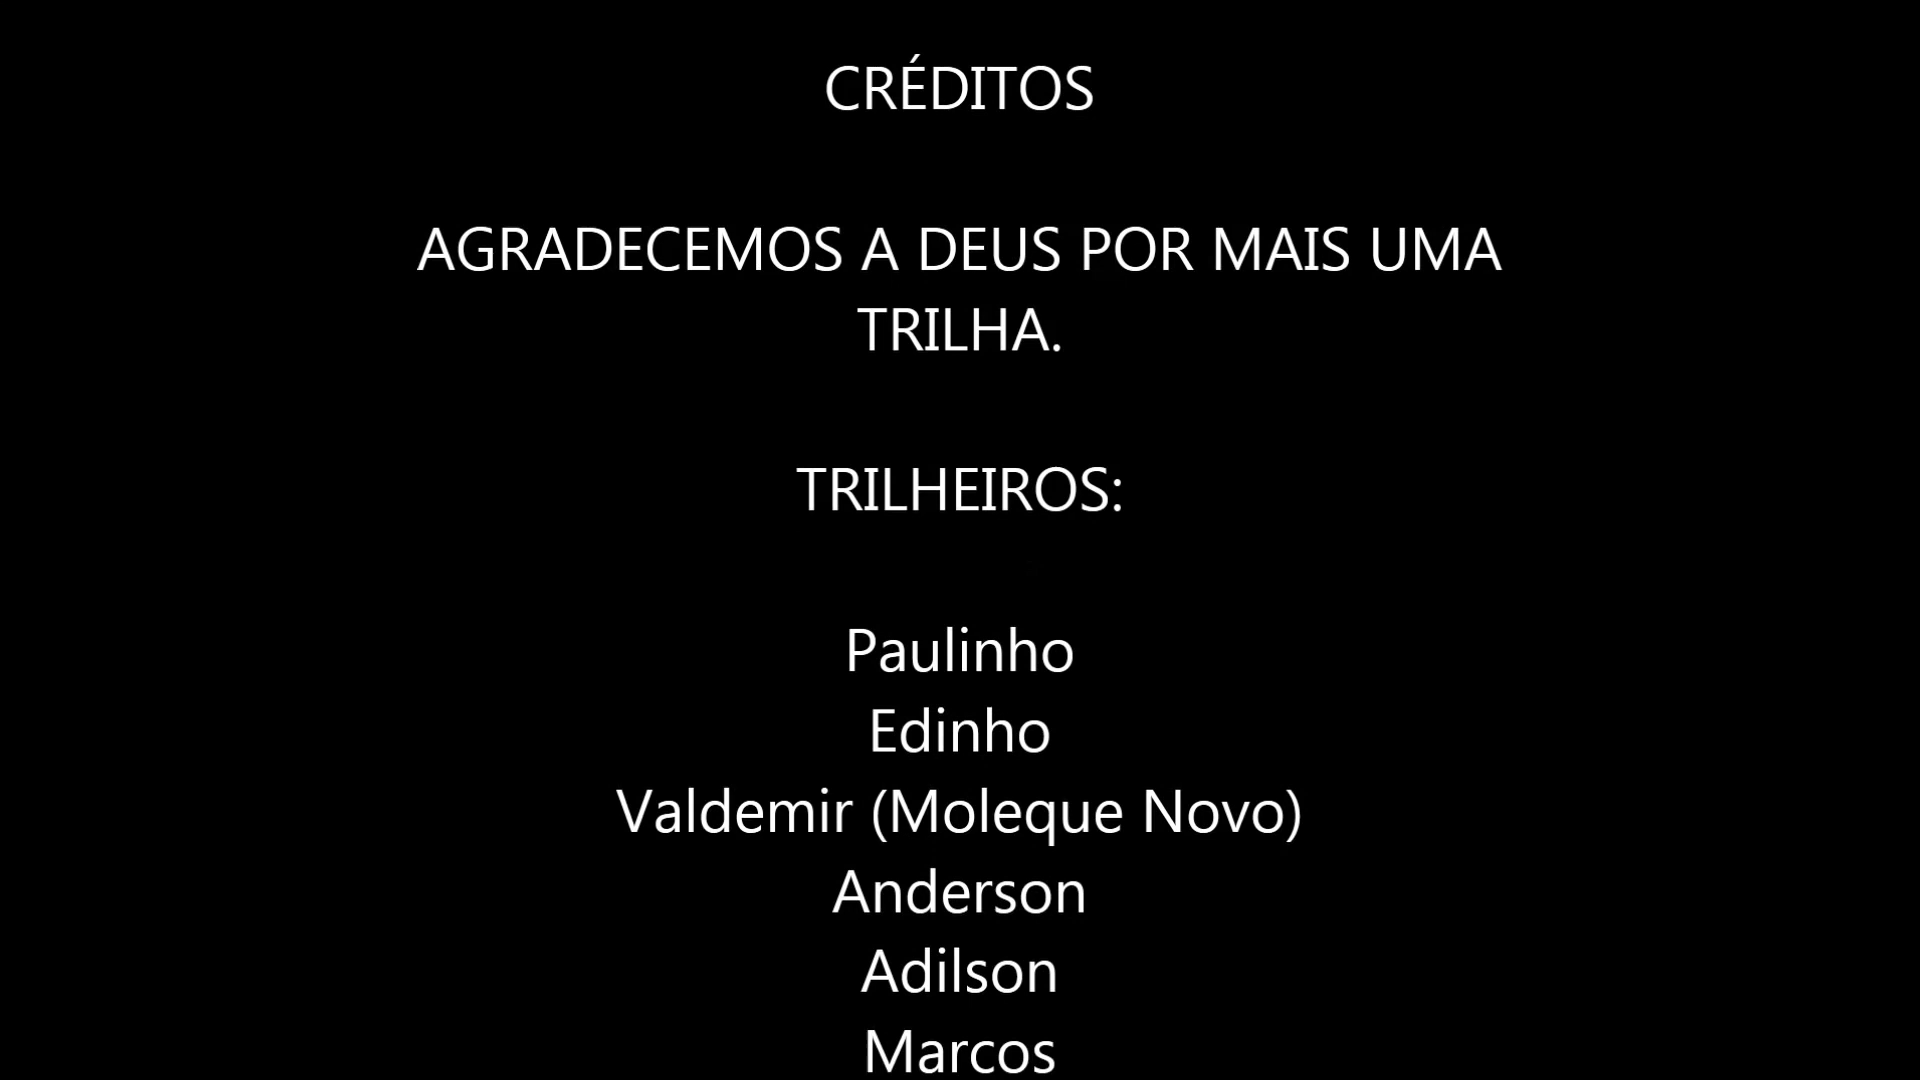 CRÉDITOS
AGRADECEMOS A DEUS POR MAIS UMA
TRILHA.
TRILHEIROS:
Paulinho
Edinho
Valdemir (Moleque Novo)
Anderson
Adilson
Marcos